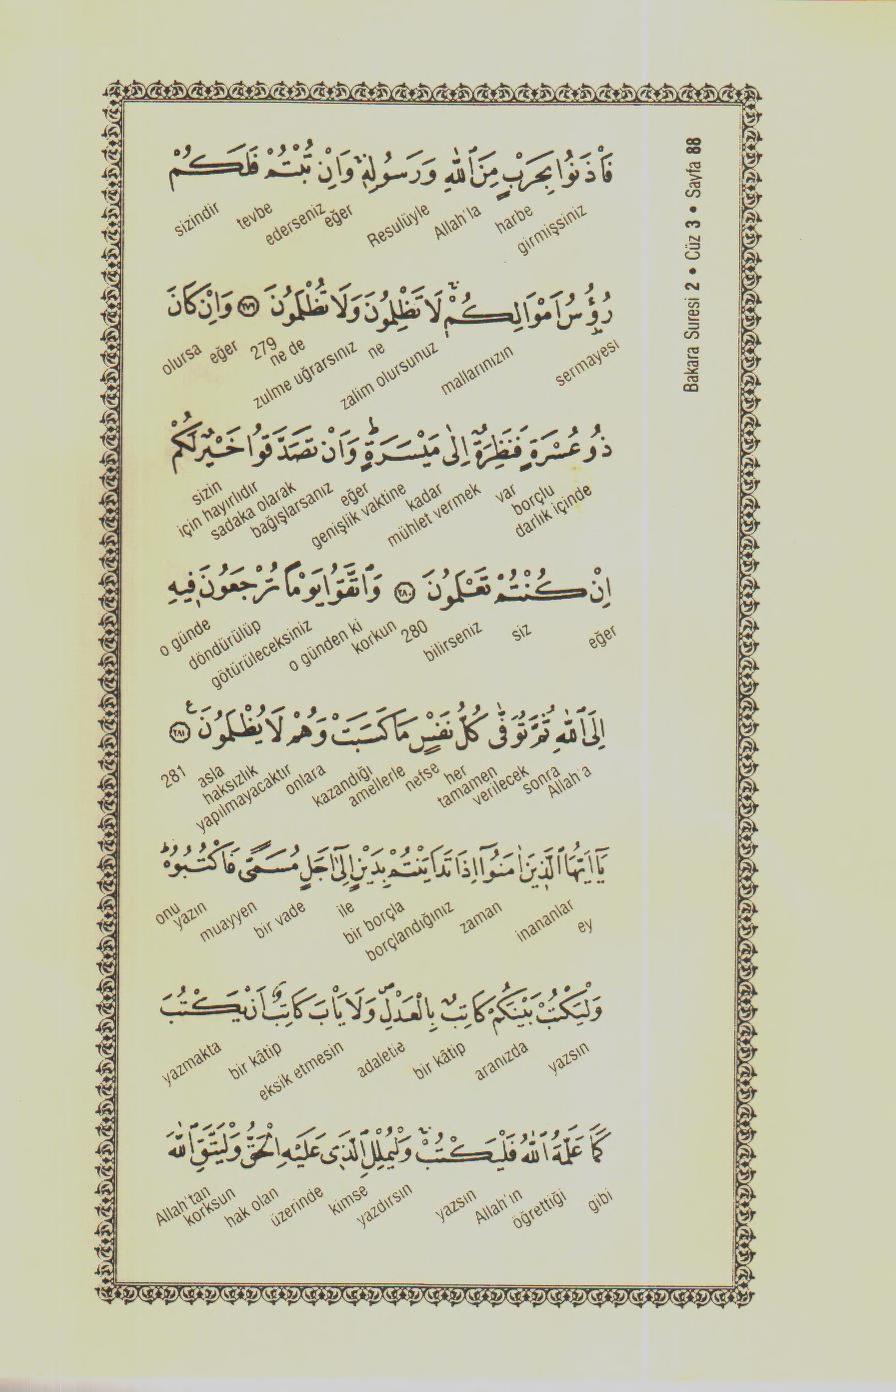 Bakara Suresi 2 • Cüz 3 • Sayfa 88
فَأْذَنُوا بِحَرْبٍ مِنَ اللّٰهِ وَرَسُولِهِۚ وَاِنْ تُبْتُمْ فَلَكُمْ
girmişsiniz harbe Allah'la Resulüyle eğer ederseniz tevbe sizindir
رُؤُ۫سُ اَمْوَالِكُمْۚ لَا تَظْلِمُونَ وَلَا تُظْلَمُونَ ﴿٢٧٩﴾ وَاِنْ كَانَ
sermayesi mallarınızın zalim olursunuz ne zulme uğrarsınız ne de 279 eğer olursa
ذُو عُسْرَةٍ فَنَظِرَةٌ اِلٰى مَيْسَرَةٍۜ وَاَنْ تَصَدَّقُوا خَيْرٌ لَكُمْ
darlık içinde borçlu var mühlet vermek kadar genişlik vaktine eğer bağışlarsanız sadaka olarak için hayırlıdır sizin
اِنْ كُنْتُمْ تَعْلَمُونَ ﴿٢٨٠﴾ وَاتَّقُوا يَوْمًا تُرْجَعُونَ فِيهِ
eğer siz bilirseniz 280 korkun o günden ki götürüleceksiniz döndürülüp o günde
اِلَى اللّٰهِ ثُمَّ تُوَفّٰى كُلُّ نَفْسٍ مَا كَسَبَتْ وَهُمْ لَا يُظْلَمُونَ ﴿٢٨١﴾ ع
Allah'a sonra verilecek tamamen her nefse amellerle kazandığı onlara yapılmayacaktır haksızlık asla 281
يَٓا اَيُّهَا الَّذِينَ اٰمَنُٓوا اِذَا تَدَايَنْتُمْ بِدَيْنٍ اِلٰٓى اَجَلٍ مُسَمًّى فَاكْتُبُوهُۜ
ey inananlar zaman borçlandığınız bir borçla ile bir vade muayyen yazın onu
وَلْيَكْتُبْ بَيْنَكُمْ كَاتِبٌ بِالْعَدْلِۖ وَلَا يَأْبَ كَاتِبٌ اَنْ يَكْتُبَ
yazsın aranızda bir kâtip adaletie eksik etmesin bir kâtip yazmakta
كَمَا عَلَّمَهُ اللّٰهُ فَلْيَكْتُبْۚ وَلْيُمْلِلِ الَّذِي عَلَيْهِ الْحَقُّ وَلْيَتَّقِ اللّٰهَ
gibi öğrettiği Allah'ın yazsın yazdırsın kimse üzerinde hak olan korksun Allah'tan